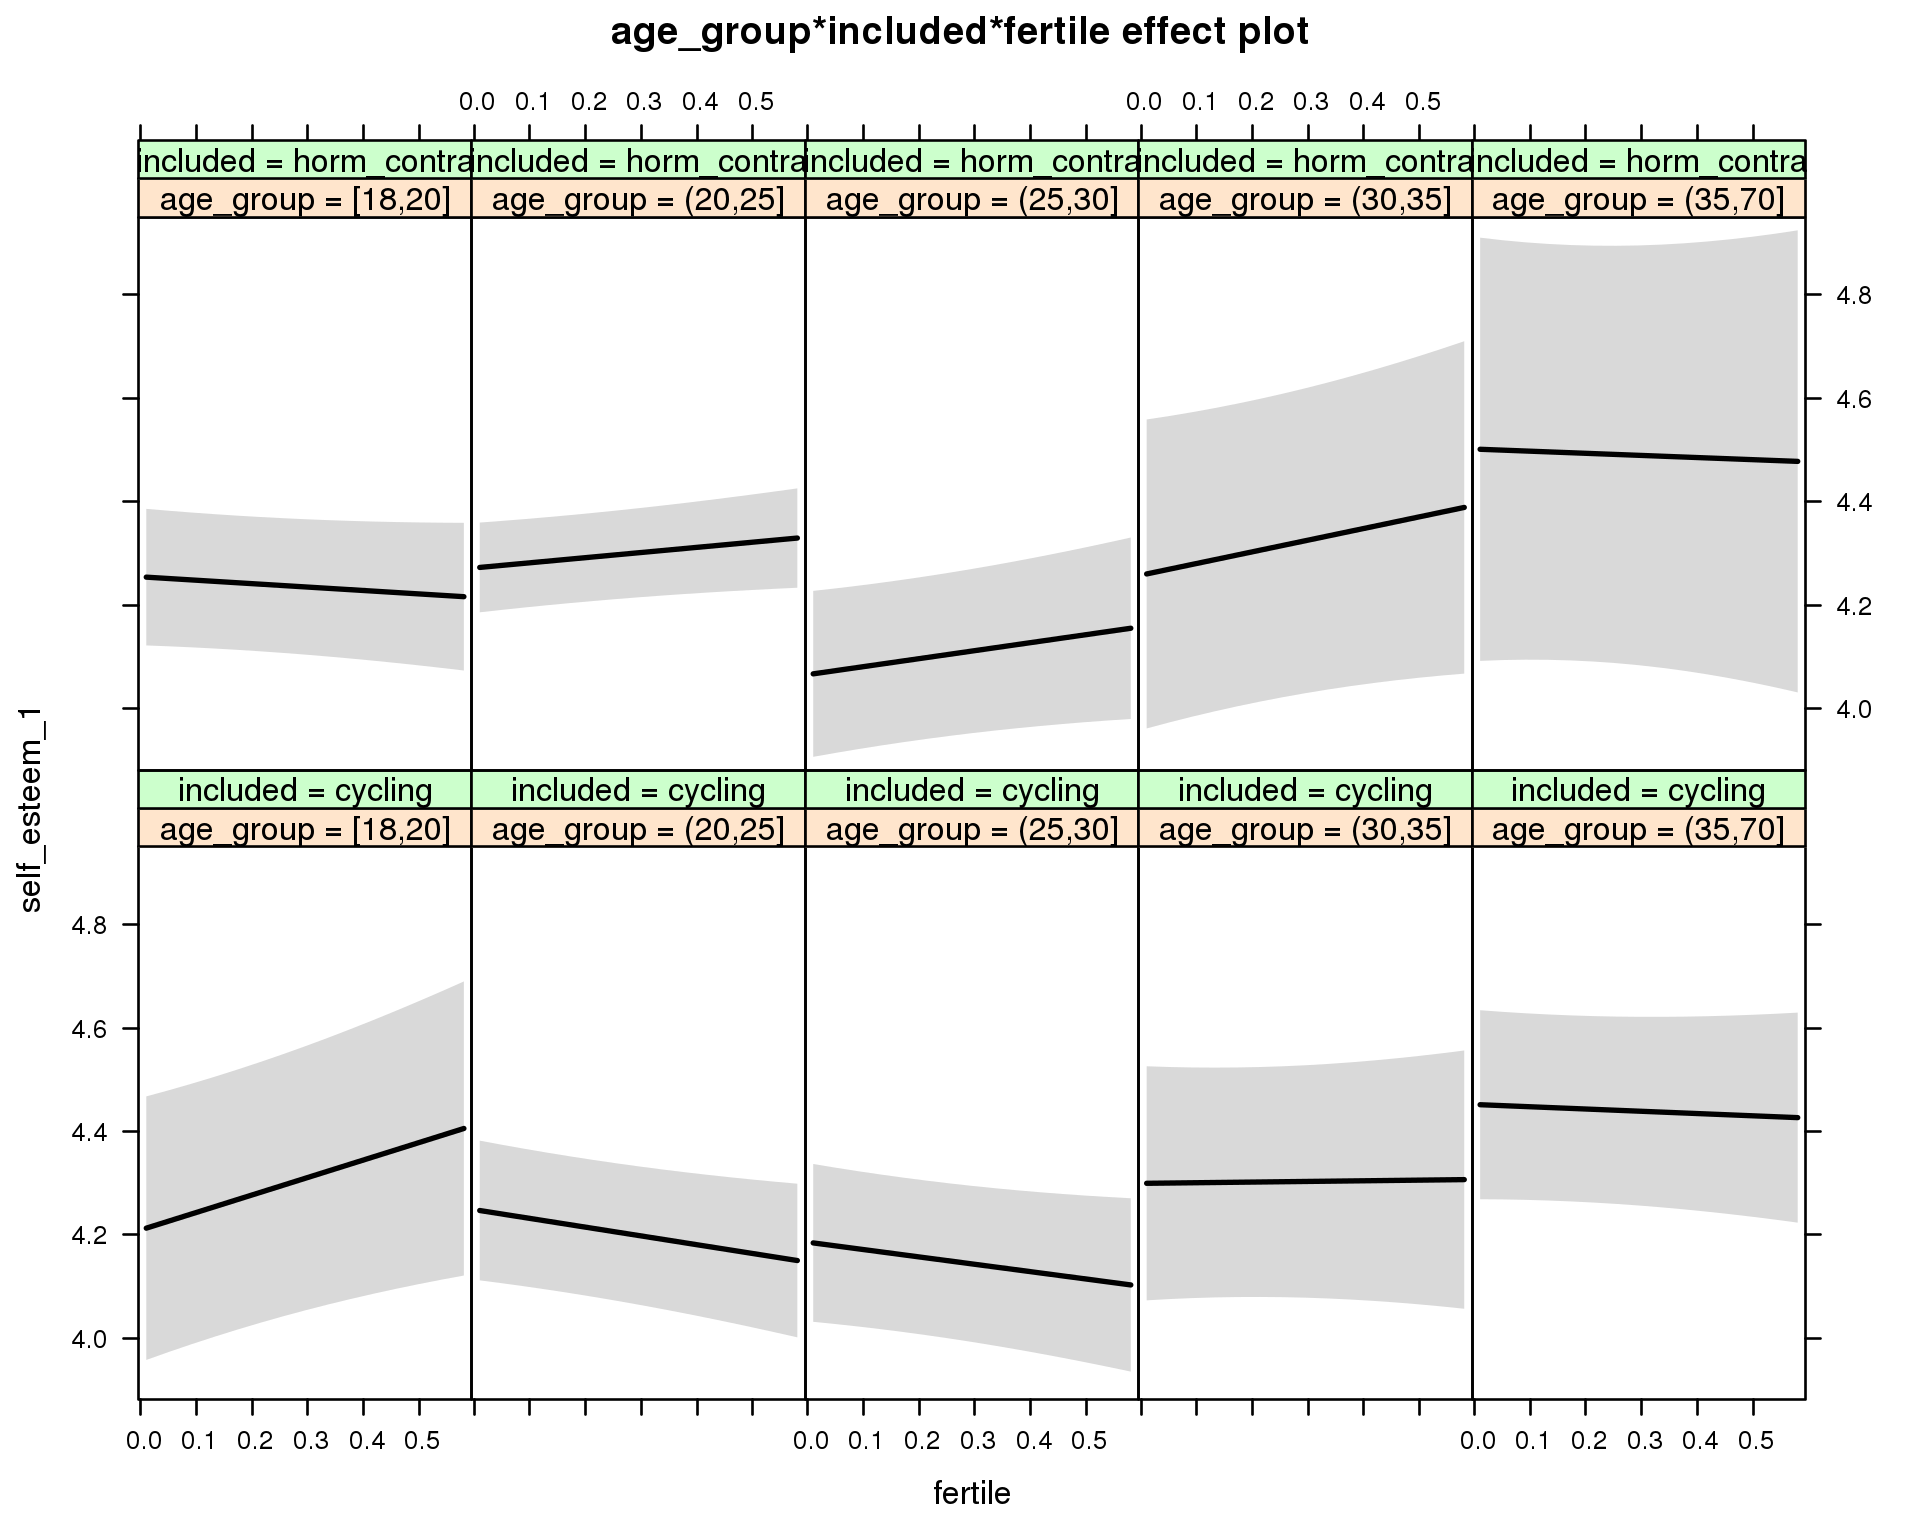 age_group*included*fertile effect plot
0.0 0.1 0.2 0.3 0.4 0.5 0.0 0.1 0.2 0.3 0.4 0.5
included = horm_contra included = horm_contra included = horm_contra included = horm_contra included = horm_contra
age_group = [18,20] age_group = (20,25] age_group = (25,30] age_group = (30,35] age_group = (35,70]
4.8
4.6
4.4
4.2
4.0
self_esteem_1
included = cycling included = cycling included = cycling included = cycling included = cycling
age_group = [18,20] age_group = (20,25] age_group = (25,30] age_group = (30,35] age_group = (35,70]
4.8
4.6
4.4
4.2
4.0
0.0 0.1 0.2 0.3 0.4 0.5 0.0 0.1 0.2 0.3 0.4 0.5 0.0 0.1 0.2 0.3 0.4 0.5
fertile